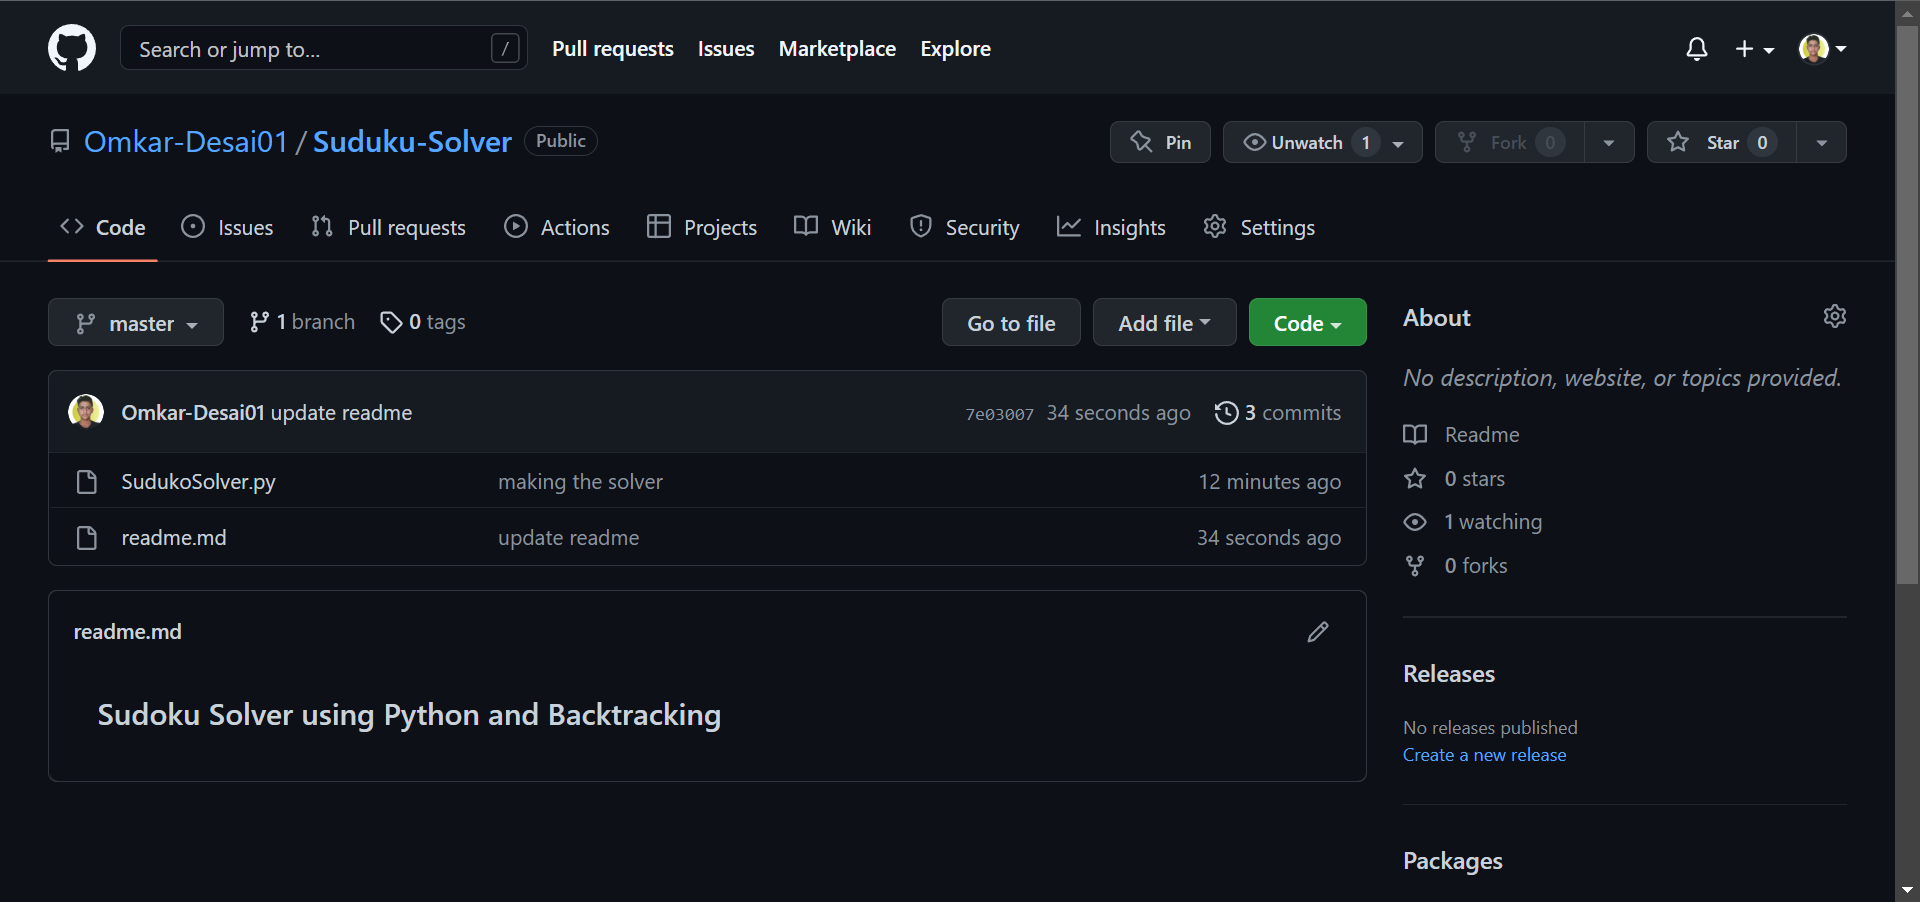 Search or jump to... /
Pull requests Issues Marketplace Explore
Omkar-Desai01 / Suduku-Solver Public
Pin Unwatch 1 Fork 0 Star 0
Code Issues Pull requests Actions Projects Wiki Security Insights Settings
master 1 branch 0 tags Go to file Add file Code
Omkar-Desai01 update readme 7e03007 34 seconds ago 3 commits
SudukoSolver.py making the solver 12 minutes ago
readme.md update readme 34 seconds ago
readme.md
Sudoku Solver using Python and Backtracking
About
No description, website, or topics provided.
Readme
0 stars
1 watching
0 forks
Releases
No releases published
Create a new release
Packages